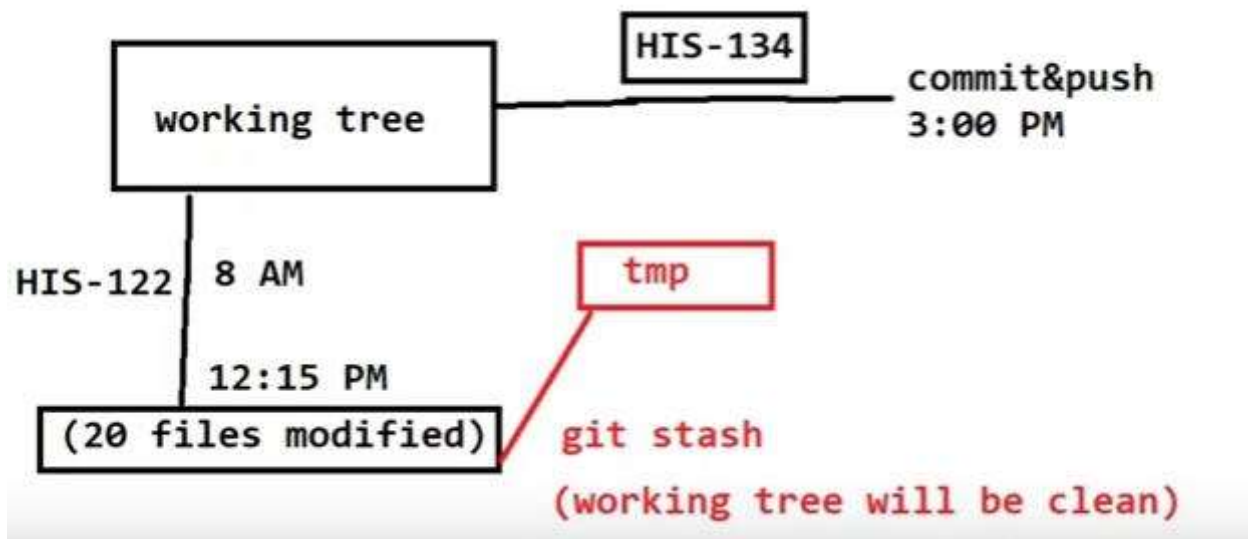 HIS-134
commit&push
3:00 PM
working tree
HIS-122
8 AM
tmp
12:15 PM
(20 files modified)
git stash
(working tree will be clean)